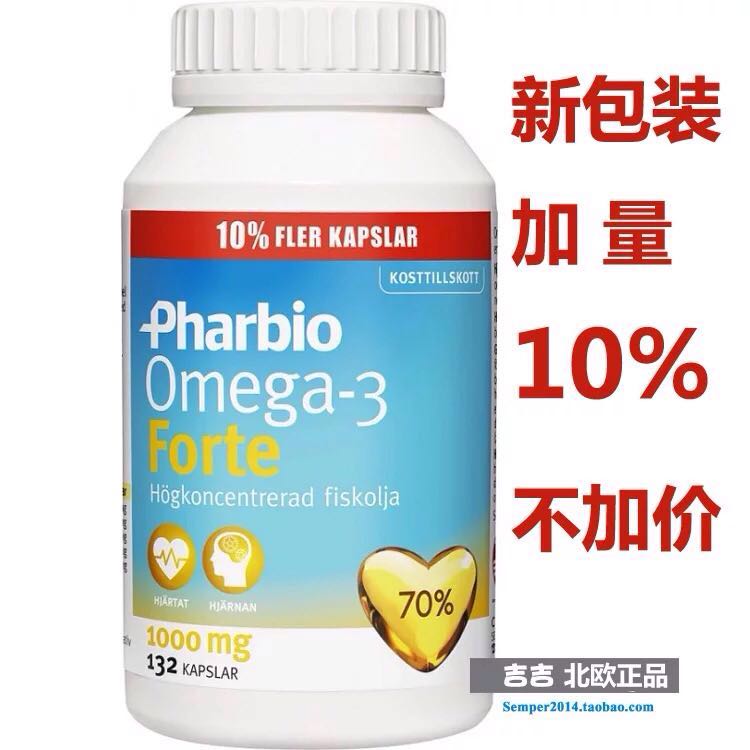 10% FLER KAPSLAR
KOSTTILLSKOTT
Pharbio
Omega-3
Forte
Högkoncentrerad fiskolja
HJÄRTAT
HJÄRNAN
70%
1000 mg
132 KAPSLAR
新包装
加量
10%
不加价
吉吉 北欧正品
Semper2014.taobao.com